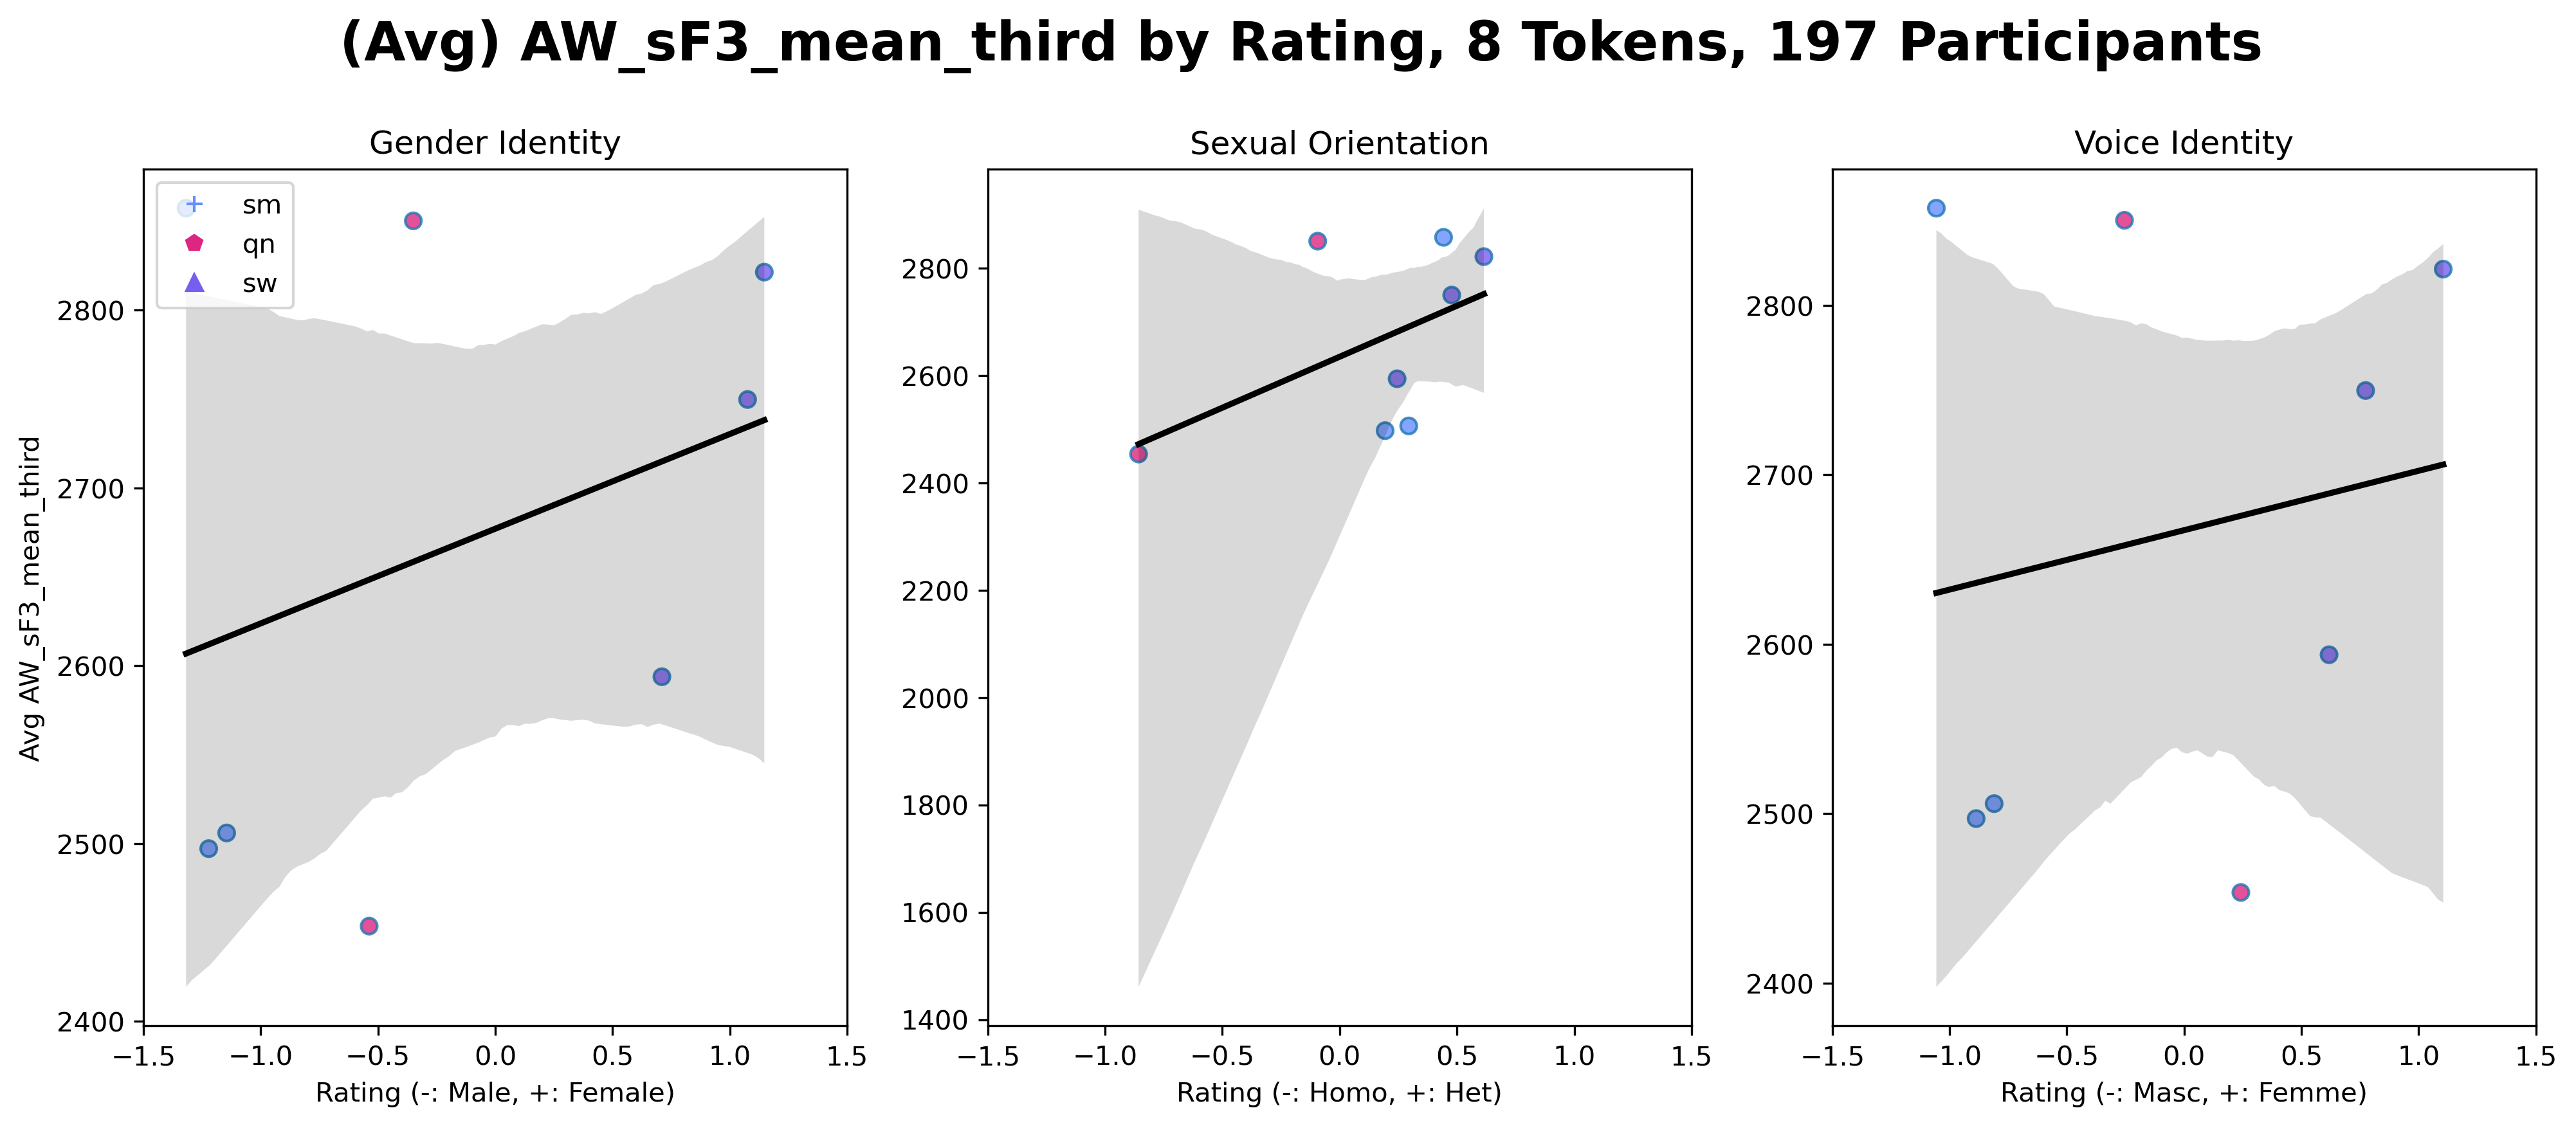 (Avg) AW_sF3_mean_third by Rating, 8 Tokens, 197 Participants
Gender Identity
sm
qn
sw
Avg AW_sF3_mean_third
2800
2700
2600
2500
2400
−1.5 −1.0 −0.5 0.0 0.5 1.0 1.5
Rating (-: Male, +: Female)
Sexual Orientation
2800
2600
2400
2200
2000
1800
1600
1400
−1.5 −1.0 −0.5 0.0 0.5 1.0 1.5
Rating (-: Homo, +: Het)
Voice Identity
2800
2700
2600
2500
2400
−1.5 −1.0 −0.5 0.0 0.5 1.0 1.5
Rating (-: Masc, +: Femme)